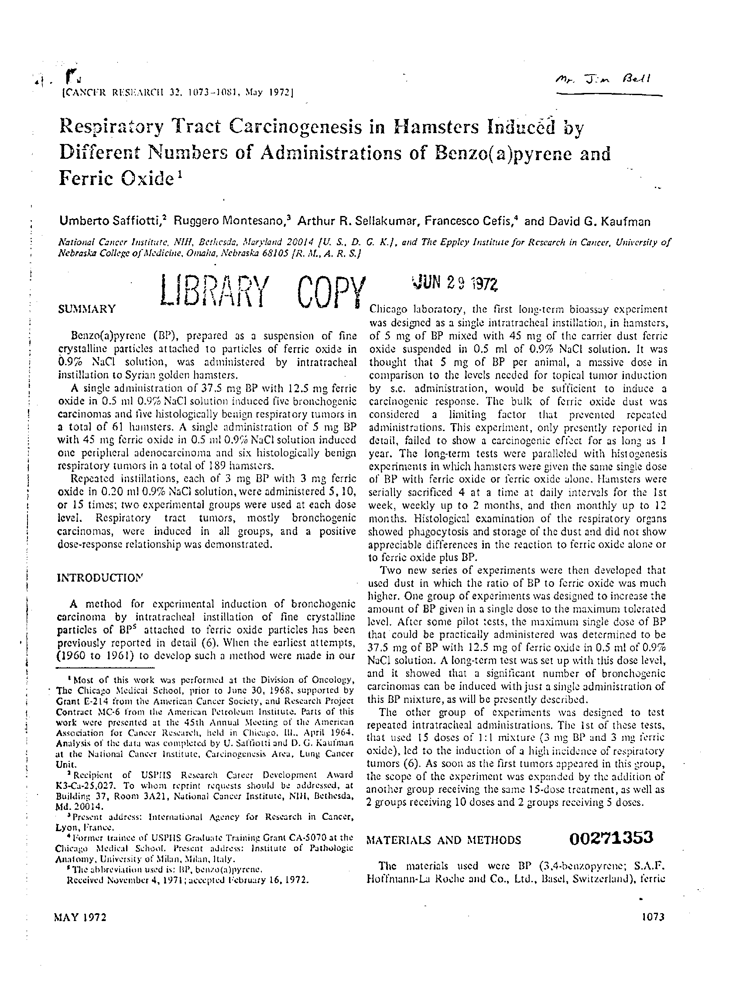 Mr. Jim Bell
[CANCER RESEARCH 32, 1073-1081, May 1972]
Respiratory Tract Carcinogenesis in Hamsters Induced by
Different Numbers of Administrations of Benzo(a)pyrene and
Ferric Oxide¹
Umberto Saffiotti,² Ruggero Montesano,³ Arthur R. Sellakumar, Francesco Cefis,⁴ and David G. Kaufman
National Cancer Institute, NIH, Bethesda, Maryland 20014 [U. S., D. G. K.], and The Eppley Institute for Research in Cancer, University of
Nebraska College of Medicine, Omaha, Nebraska 68105 [R. M., A. R. S.]
LIBRARY COPY
JUN 29 1972
SUMMARY
Benzo(a)pyrene (BP), prepared as a suspension of fine
crystalline particles attached to particles of ferric oxide in
0.9% NaCl solution, was administered by intratracheal
instillation to Syrian golden hamsters.
A single administration of 37.5 mg BP with 12.5 mg ferric
oxide in 0.5 ml 0.9% NaCl solution induced five bronchogenic
carcinomas and five histologically benign respiratory tumors in
a total of 61 hamsters. A single administration of 5 mg BP
with 45 mg ferric oxide in 0.5 ml 0.9% NaCl solution induced
one peripheral adenocarcinoma and six histologically benign
respiratory tumors in a total of 189 hamsters.
Repeated instillations, each of 3 mg BP with 3 mg ferric
oxide in 0.20 ml 0.9% NaCl solution, were administered 5, 10,
or 15 times; two experimental groups were used at each dose
level. Respiratory tract tumors, mostly bronchogenic
carcinomas, were induced in all groups, and a positive
dose-response relationship was demonstrated.
INTRODUCTION
A method for experimental induction of bronchogenic
carcinoma by intratracheal instillation of fine crystalline
particles of BP⁵ attached to ferric oxide particles has been
previously reported in detail (6). When the earliest attempts,
(1960 to 1961) to develop such a method were made in our
¹ Most of this work was performed at the Division of Oncology,
The Chicago Medical School, prior to June 30, 1968, supported by
Grant E-214 from the American Cancer Society, and Research Project
Contract MC-6 from the American Petroleum Institute. Parts of this
work were presented at the 45th Annual Meeting of the American
Association for Cancer Research, held in Chicago, Ill., April 1964.
Analysis of the data was completed by U. Saffiotti and D. G. Kaufman
at the National Cancer Institute, Carcinogenesis Area, Lung Cancer
Unit.
² Recipient of USPHS Research Career Development Award
K3-Ca-25,027. To whom reprint requests should be addressed, at
Building 37, Room 3A21, National Cancer Institute, NIH, Bethesda,
Md. 20014.
³ Present address: International Agency for Research in Cancer,
Lyon, France.
⁴ Former trainee of USPHS Graduate Training Grant CA-5070 at the
Chicago Medical School. Present address: Institute of Pathologic
Anatomy, University of Milan, Milan, Italy.
⁵ The abbreviation used is: BP, benzo(a)pyrene.
Received November 4, 1971; accepted February 16, 1972.
Chicago laboratory, the first long-term bioassay experiment
was designed as a single intratracheal instillation, in hamsters,
of 5 mg of BP mixed with 45 mg of the carrier dust ferric
oxide suspended in 0.5 ml of 0.9% NaCl solution. It was
thought that 5 mg of BP per animal, a massive dose in
comparison to the levels needed for topical tumor induction
by s.c. administration, would be sufficient to induce a
carcinogenic response. The bulk of ferric oxide dust was
considered a limiting factor that prevented repeated
administrations. This experiment, only presently reported in
detail, failed to show a carcinogenic effect for as long as 1
year. The long-term tests were paralleled with histogenesis
experiments in which hamsters were given the same single dose
of BP with ferric oxide or ferric oxide alone. Hamsters were
serially sacrificed 4 at a time at daily intervals for the 1st
week, weekly up to 2 months, and then monthly up to 12
months. Histological examination of the respiratory organs
showed phagocytosis and storage of the dust and did not show
appreciable differences in the reaction to ferric oxide alone or
to ferric oxide plus BP.
Two new series of experiments were then developed that
used dust in which the ratio of BP to ferric oxide was much
higher. One group of experiments was designed to increase the
amount of BP given in a single dose to the maximum tolerated
level. After some pilot tests, the maximum single dose of BP
that could be practically administered was determined to be
37.5 mg of BP with 12.5 mg of ferric oxide in 0.5 ml of 0.9%
NaCl solution. A long-term test was set up with this dose level,
and it showed that a significant number of bronchogenic
carcinomas can be induced with just a single administration of
this BP mixture, as will be presently described.
The other group of experiments was designed to test
repeated intratracheal administrations. The 1st of these tests,
that used 15 doses of 1:1 mixture (3 mg BP and 3 mg ferric
oxide), led to the induction of a high incidence of respiratory
tumors (6). As soon as the first tumors appeared in this group,
the scope of the experiment was expanded by the addition of
another group receiving the same 15-dose treatment, as well as
2 groups receiving 10 doses and 2 groups receiving 5 doses.
MATERIALS AND METHODS
00271353
The materials used were BP (3,4-benzopyrene; S.A.F.
Hoffmann-La Roche and Co., Ltd., Basel, Switzerland), ferric
MAY 1972
1073